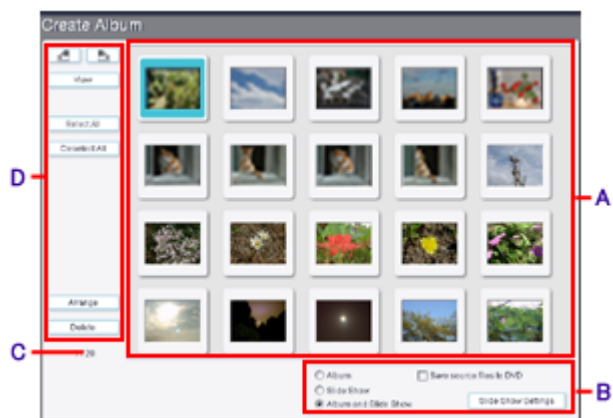 Create Album
View
Select All
Deselect All
D
A
Arrange
Delete
C
Album
Save source files to DVD
Slide Show
B
Album and Slide Show
Slide Show Settings